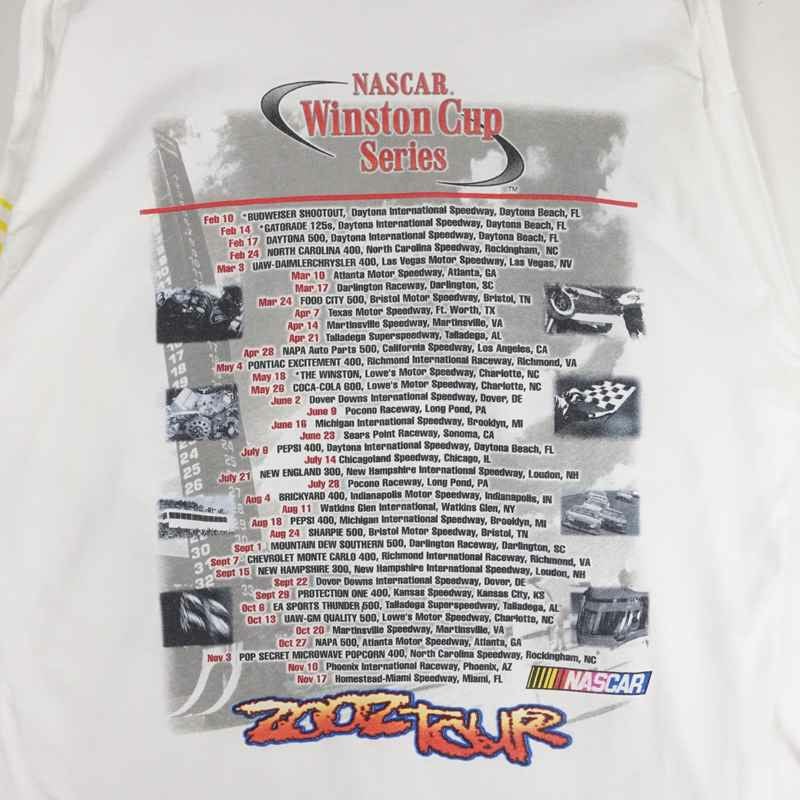 NASCAR.
Winston Cup
Series
TM
Feb 10 *BUDWEISER SHOOTOUT, Daytona International Speedway, Daytona Beach, FL
Feb 14 *GATORADE 125s, Daytona International Speedway, Daytona Beach, FL
Feb 17 DAYTONA 500, Daytona International Speedway, Daytona Beach, FL
Feb 24 NORTH CAROLINA 400, North Carolina Speedway, Rockingham, NC
Mar 3 UAW-DAIMLERCHRYSLER 400, Las Vegas Motor Speedway, Las Vegas, NV
Mar 10 Atlanta Motor Speedway, Atlanta, GA
Mar 17 Darlington Raceway, Darlington, SC
Mar 24 FOOD CITY 500, Bristol Motor Speedway, Bristol, TN
Apr 7 Texas Motor Speedway, Ft. Worth, TX
Apr 14 Martinsville Speedway, Martinsville, VA
Apr 21 Talladega Superspeedway, Talladega, AL
Apr 28 NAPA Auto Parts 500, California Speedway, Los Angeles, CA
May 4 PONTIAC EXCITEMENT 400, Richmond International Raceway, Richmond, VA
May 18 *THE WINSTON, Lowe's Motor Speedway, Charlotte, NC
May 26 COCA-COLA 600, Lowe's Motor Speedway, Charlotte, NC
June 2 Dover Downs International Speedway, Dover, DE
June 9 Pocono Raceway, Long Pond, PA
June 16 Michigan International Speedway, Brooklyn, MI
June 23 Sears Point Raceway, Sonoma, CA
July 6 PEPSI 400, Daytona International Speedway, Daytona Beach, FL
July 14 Chicagoland Speedway, Chicago, IL
July 21 NEW ENGLAND 300, New Hampshire International Speedway, Loudon, NH
July 28 Pocono Raceway, Long Pond, PA
Aug 4 BRICKYARD 400, Indianapolis Motor Speedway, Indianapolis, IN
Aug 11 Watkins Glen International, Watkins Glen, NY
Aug 18 PEPSI 400, Michigan International Speedway, Brooklyn, MI
Aug 24 SHARPIE 500, Bristol Motor Speedway, Bristol, TN
Sept 1 MOUNTAIN DEW SOUTHERN 500, Darlington Raceway, Darlington, SC
Sept 7 CHEVROLET MONTE CARLO 400, Richmond International Raceway, Richmond, VA
Sept 15 NEW HAMPSHIRE 300, New Hampshire International Speedway, Loudon, NH
Sept 22 Dover Downs International Speedway, Dover, DE
Sept 29 PROTECTION ONE 400, Kansas Speedway, Kansas City, KS
Oct 6 EA SPORTS THUNDER 500, Talladega Superspeedway, Talladega, AL
Oct 13 UAW-GM QUALITY 500, Lowe's Motor Speedway, Charlotte, NC
Oct 20 Martinsville Speedway, Martinsville, VA
Oct 27 NAPA 500, Atlanta Motor Speedway, Atlanta, GA
Nov 3 POP SECRET MICROWAVE POPCORN 400, North Carolina Speedway, Rockingham, NC
Nov 10 Phoenix International Raceway, Phoenix, AZ
Nov 17 Homestead-Miami Speedway, Miami, FL
NASCAR
2002 TOUR
17
18
19
20
21
22
23
24
25
26
30
31
32